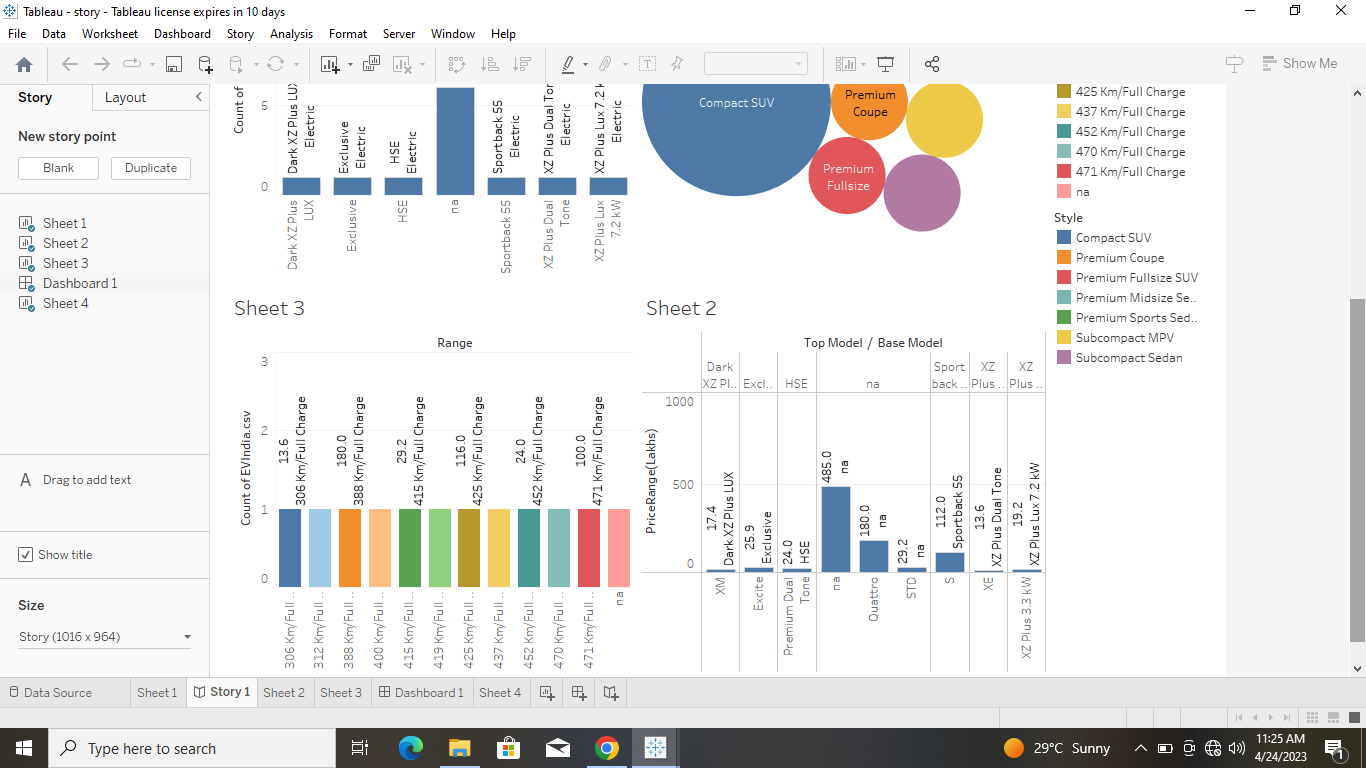 Tableau - story - Tableau license expires in 10 days
File Data Worksheet Dashboard Story Analysis Format Server Window Help
Show Me
Story
Layout
New story point
Blank
Duplicate
Sheet 1
Sheet 2
Sheet 3
Dashboard 1
Sheet 4
A Drag to add text
Show title
Size
Story (1016 x 964)
Count of
5
0
Dark XZ Plus LUX
Electric
Exclusive
Electric
HSE
Electric
Sportback 55
Electric
XZ Plus Dual Ton
Electric
XZ Plus Lux 7.2 k
Electric
Dark XZ Plus
LUX
Exclusive
HSE
na
Sportback 55
XZ Plus Dual
Tone
XZ Plus Lux
7.2 kW
Compact SUV
Premium
Coupe
Premium
Fullsize
425 Km/Full Charge
437 Km/Full Charge
452 Km/Full Charge
470 Km/Full Charge
471 Km/Full Charge
na
Style
Compact SUV
Premium Coupe
Premium Fullsize SUV
Premium Midsize Se..
Premium Sports Sed..
Subcompact MPV
Subcompact Sedan
Sheet 3
Range
Count of EVIndia.csv
3
2
1
0
13.6
306 Km/Full Charge
180.0
388 Km/Full Charge
29.2
415 Km/Full Charge
116.0
425 Km/Full Charge
24.0
452 Km/Full Charge
100.0
471 Km/Full Charge
306 Km/Full ..
312 Km/Full ..
388 Km/Full ..
400 Km/Full ..
415 Km/Full ..
419 Km/Full ..
425 Km/Full ..
437 Km/Full ..
452 Km/Full ..
470 Km/Full ..
471 Km/Full ..
na
Sheet 2
Top Model / Base Model
Dark
XZ Pl..
Excl..
HSE
na
Sport
back ..
XZ
Plus ..
XZ
Plus ..
PriceRange(Lakhs)
1000
500
0
17.4
Dark XZ Plus LUX
25.9
Exclusive
24.0
HSE
485.0
na
180.0
na
29.2
na
112.0
Sportback 55
13.6
XZ Plus Dual Tone
19.2
XZ Plus Lux 7.2 kW
XM
Excite
Premium Dual
Tone
na
Quattro
STD
S
XE
XZ Plus 3.3 kW
Data Source
Sheet 1
Story 1
Sheet 2
Sheet 3
Dashboard 1
Sheet 4
Type here to search
29°C Sunny
11:25 AM
4/24/2023
1